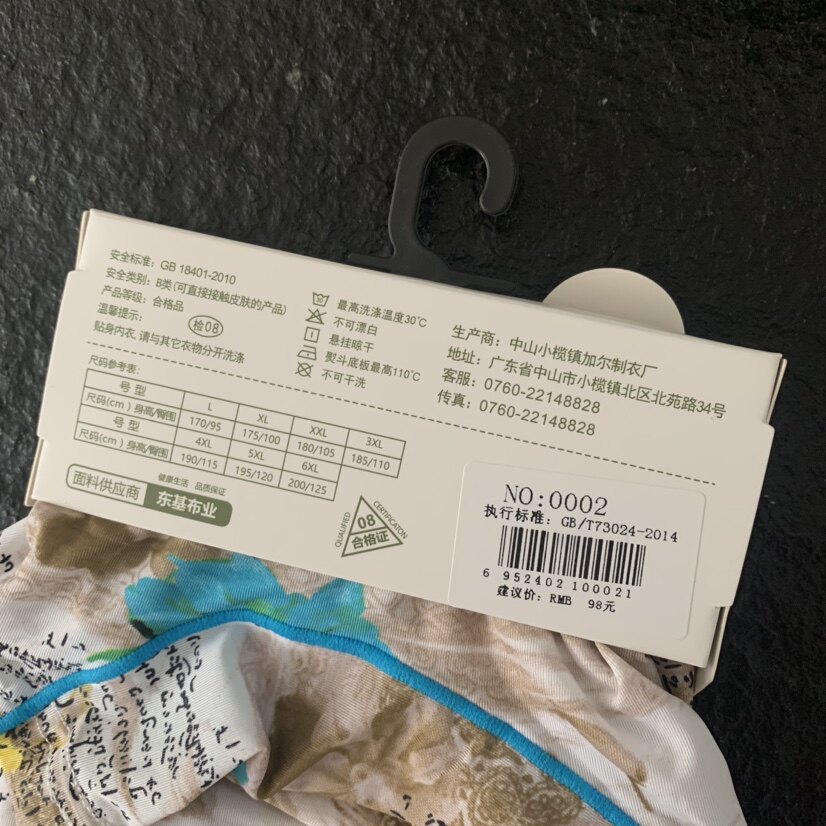 安全标准: GB 18401-2010
安全类别: B类(可直接接触皮肤的产品)
产品等级: 合格品
温馨提示: 检08
贴身内衣, 请与其它衣物分开洗涤
最高洗涤温度30℃
不可漂白
悬挂晾干
熨斗底板最高110℃
不可干洗
生产商: 中山小榄镇加尔制衣厂
地址: 广东省中山市小榄镇北区北苑路34号
客服: 0760-22148828
传真: 0760-22148828
尺码参考表:
号 型 L XL XXL 3XL
尺码(cm) 身高/臀围 170/95 175/100 180/105 185/110
号 型 4XL 5XL 6XL
尺码(cm) 身高/臀围 190/115 195/120 200/125
健康生活 品质保证
面料供应商 东基布业
QUALIFIED CERTIFICATON
08
合格证
NO:0002
执行标准: GB/T73024-2014
6 952402 100021
建议价: RMB 98元